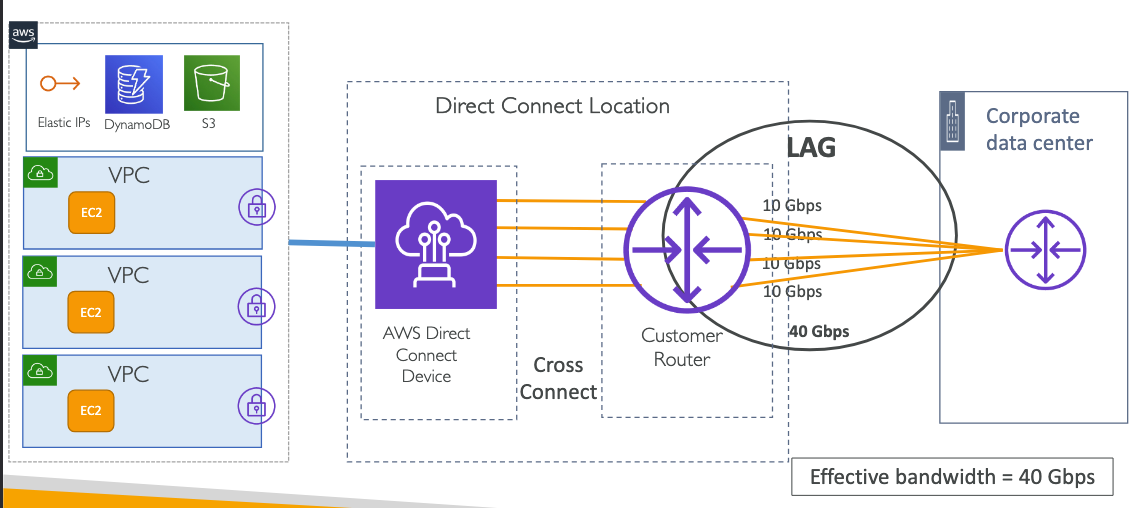 aws
Elastic IPs
DynamoDB
S3
VPC
EC2
VPC
EC2
VPC
EC2
Direct Connect Location
AWS Direct
Connect
Device
Cross
Connect
Customer
Router
LAG
10 Gbps
10 Gbps
10 Gbps
10 Gbps
40 Gbps
Corporate
data center
Effective bandwidth = 40 Gbps